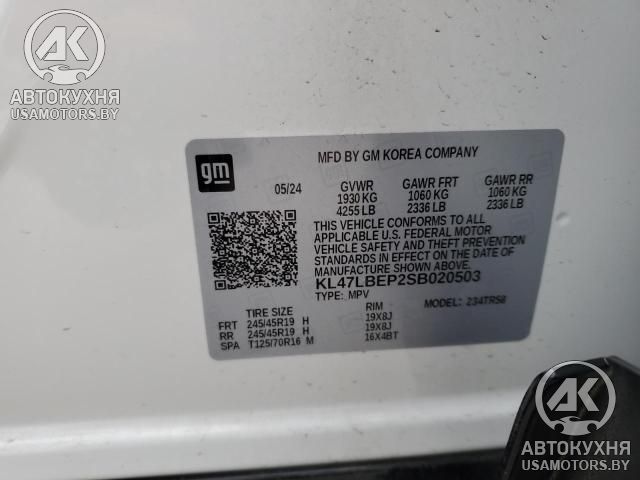 АК
АВТОКУХНЯ
USAMOTORS.BY
gm
MFD BY GM KOREA COMPANY
05/24 GVWR GAWR FRT GAWR RR
1930 KG 1060 KG 1060 KG
4255 LB 2336 LB 2336 LB
THIS VEHICLE CONFORMS TO ALL
APPLICABLE U.S. FEDERAL MOTOR
VEHICLE SAFETY AND THEFT PREVENTION
STANDARDS IN EFFECT ON THE DATE OF
MANUFACTURE SHOWN ABOVE.
KL47LBEP2SB020503
TYPE: MPV MODEL: 234TR58
TIRE SIZE RIM
FRT 245/45R19 H 19X8J
RR 245/45R19 H 19X8J
SPA T125/70R16 M 16X4BT
АК
АВТОКУХНЯ
USAMOTORS.BY